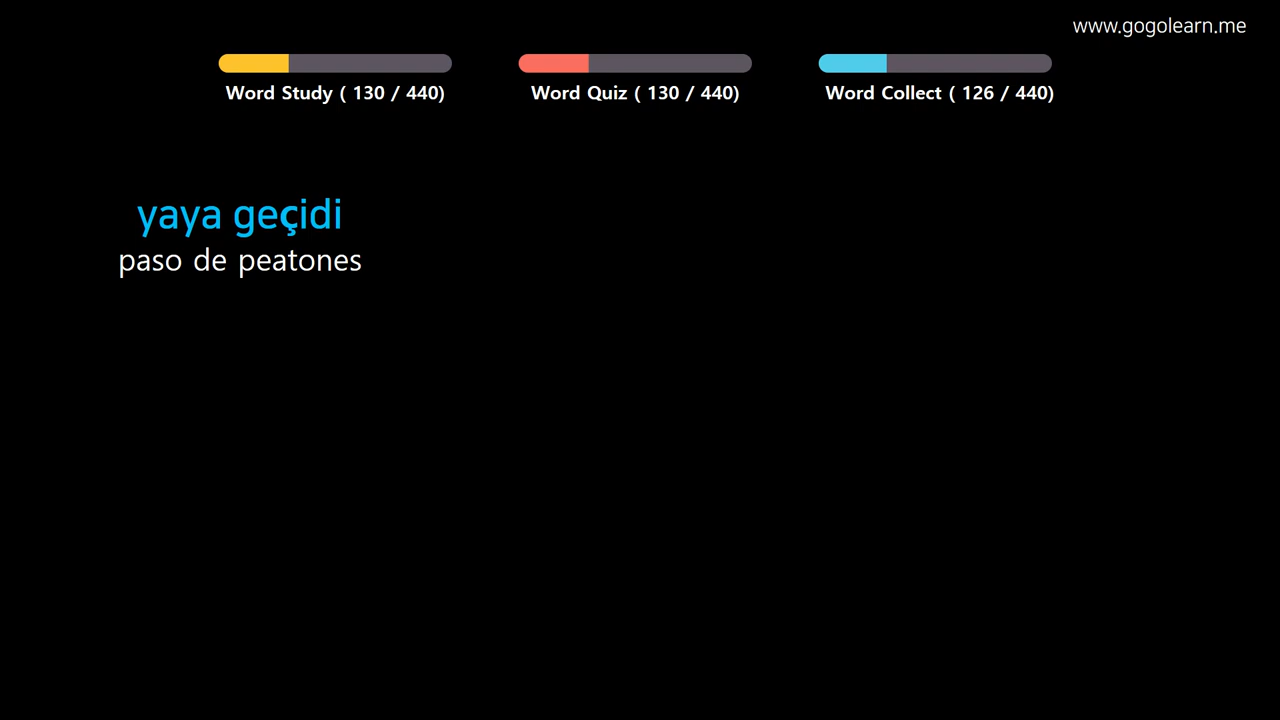 www.gogolearn.me
Word Study ( 130 / 440)
Word Quiz ( 130 / 440)
Word Collect ( 126 / 440)
yaya geçidi
paso de peatones